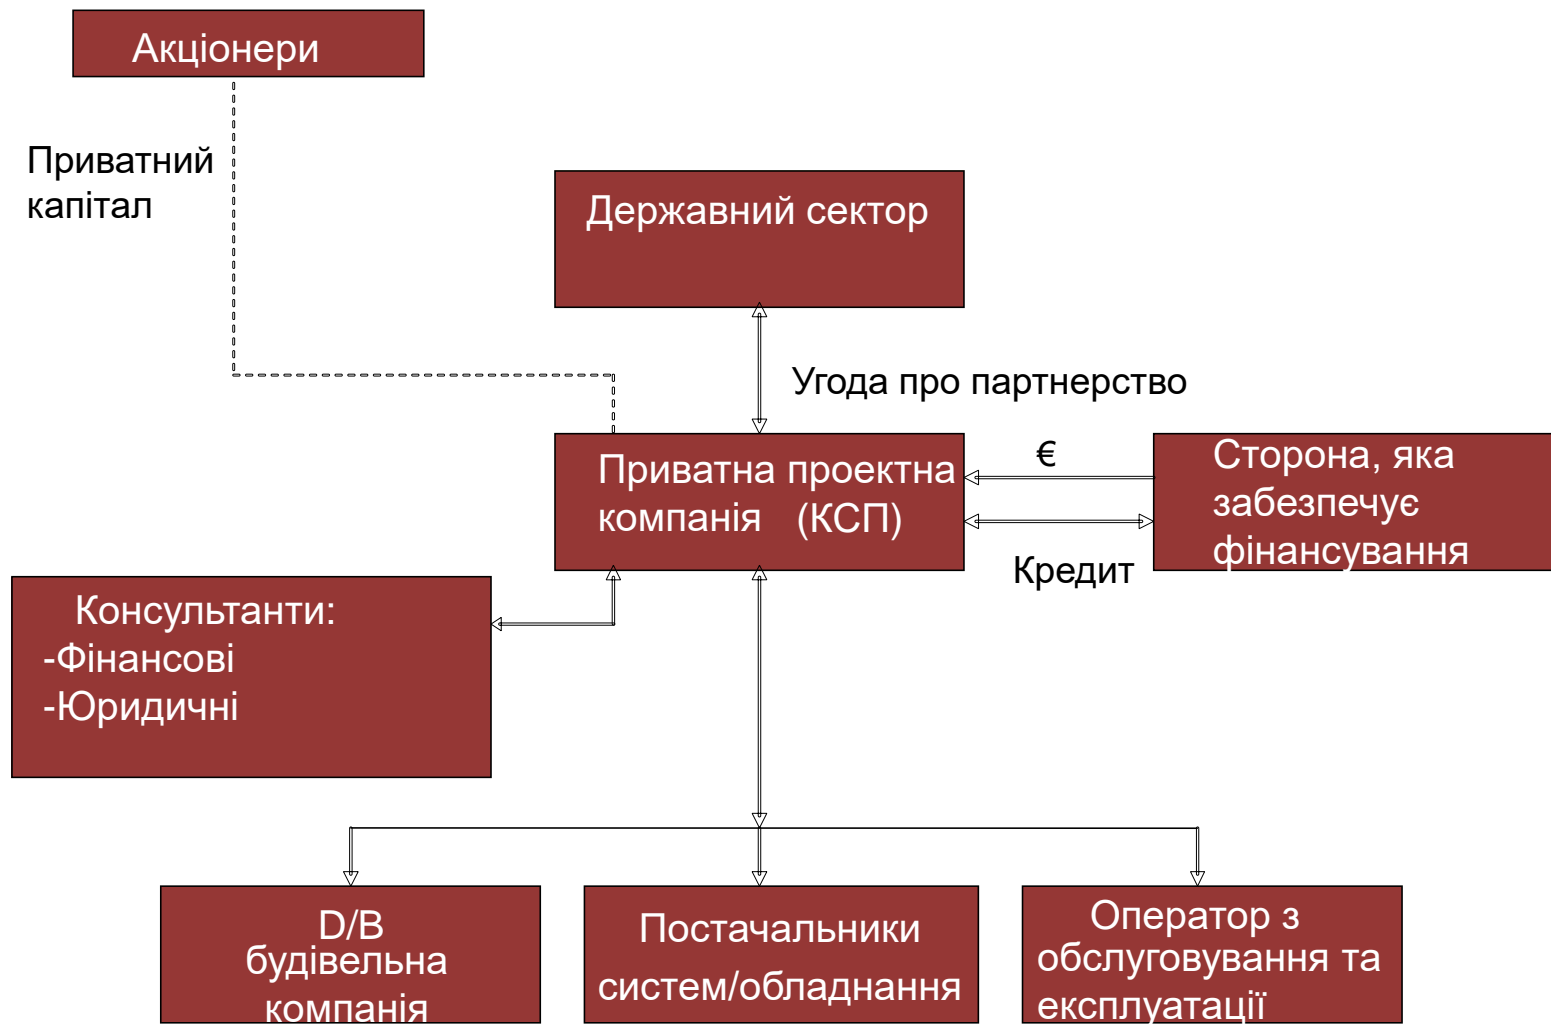 Акціонери
Приватний
капітал
Державний сектор
Угода про партнерство
Приватна проектна
компанія (КСП)
€
Кредит
Сторона, яка
забезпечує
фінансування
Консультанти:
-Фінансові
-Юридичні
D/B
будівельна
компанія
Постачальники
систем/обладнання
Оператор з
обслуговування та
експлуатації